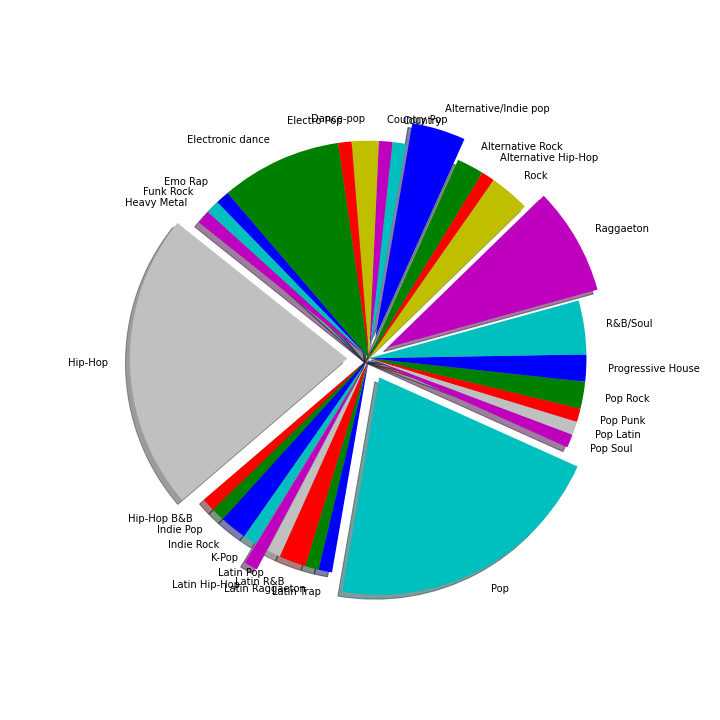 Alternative/Indie pop
Country
Country Pop
Dance-pop
Electro-Pop
Electronic dance
Emo Rap
Funk Rock
Heavy Metal
Hip-Hop
Hip-Hop B&B
Indie Pop
Indie Rock
K-Pop
Latin Pop
Latin Hip-Hop
Latin R&B
Latin Raggaeton
Latin Trap
Pop
Pop Soul
Pop Latin
Pop Punk
Pop Rock
Progressive House
R&B/Soul
Raggaeton
Rock
Alternative Hip-Hop
Alternative Rock